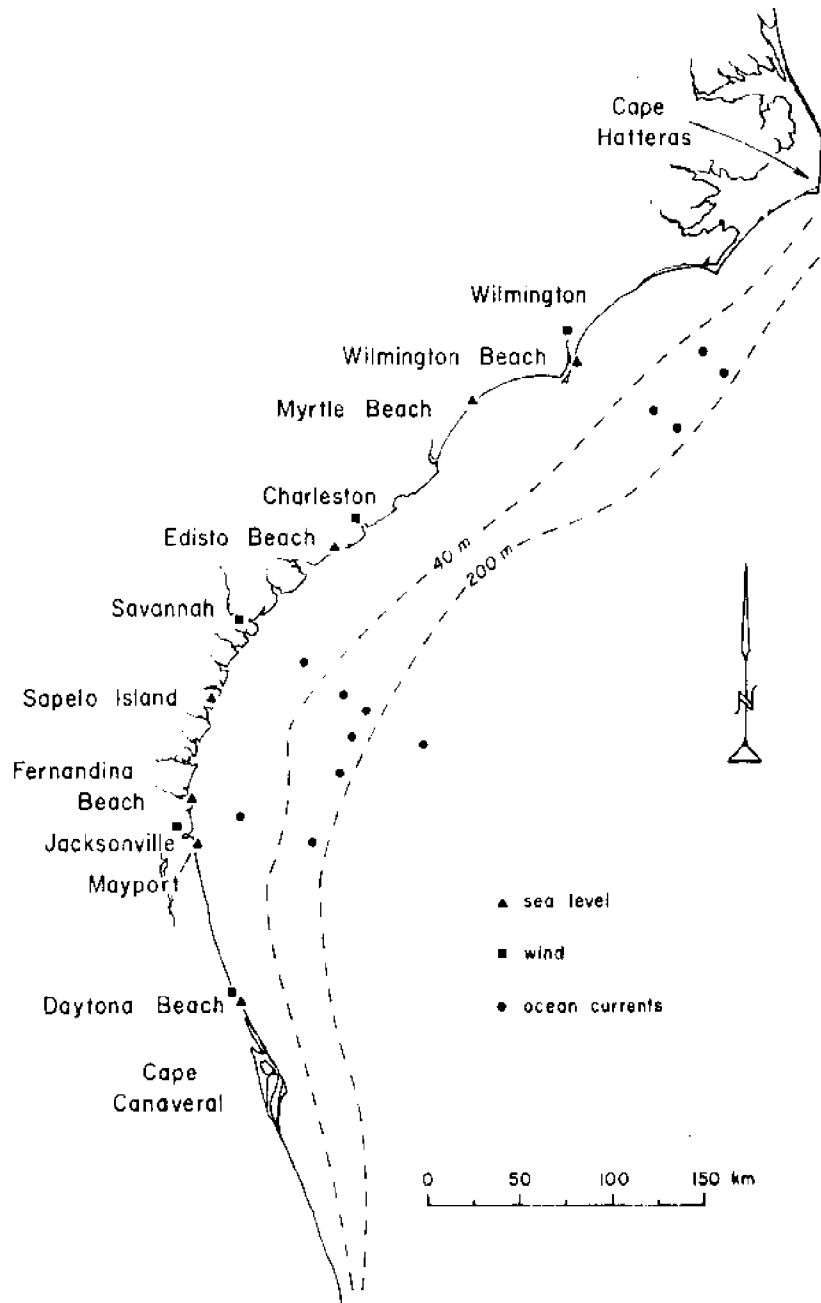 Cape
Hatteras
Wilmington
Wilmington Beach
Myrtle Beach
Charleston
Edisto Beach
40 m
200 m
Savannah
Sapelo Island
N
Fernandina
Beach
Jacksonville
Mayport
sea level
wind
Daytona Beach
ocean currents
Cape
Canaveral
0 50 100 150 km